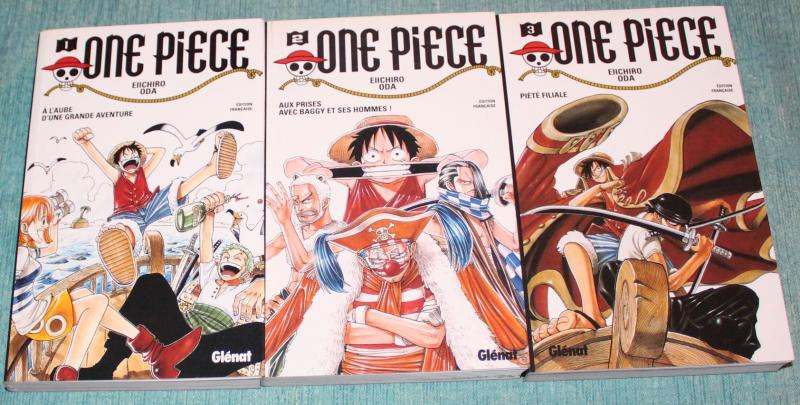 1
ONE PIECE
EIICHIRO
ODA
À L'AUBE
D'UNE GRANDE AVENTURE
ÉDITION
FRANÇAISE
Glénat
2
ONE PIECE
EIICHIRO
ODA
AUX PRISES
AVEC BAGGY ET SES HOMMES !
ÉDITION
FRANÇAISE
Glénat
3
ONE PIECE
EIICHIRO
ODA
PIÉTÉ FILIALE
ÉDITION
FRANÇAISE
Glénat